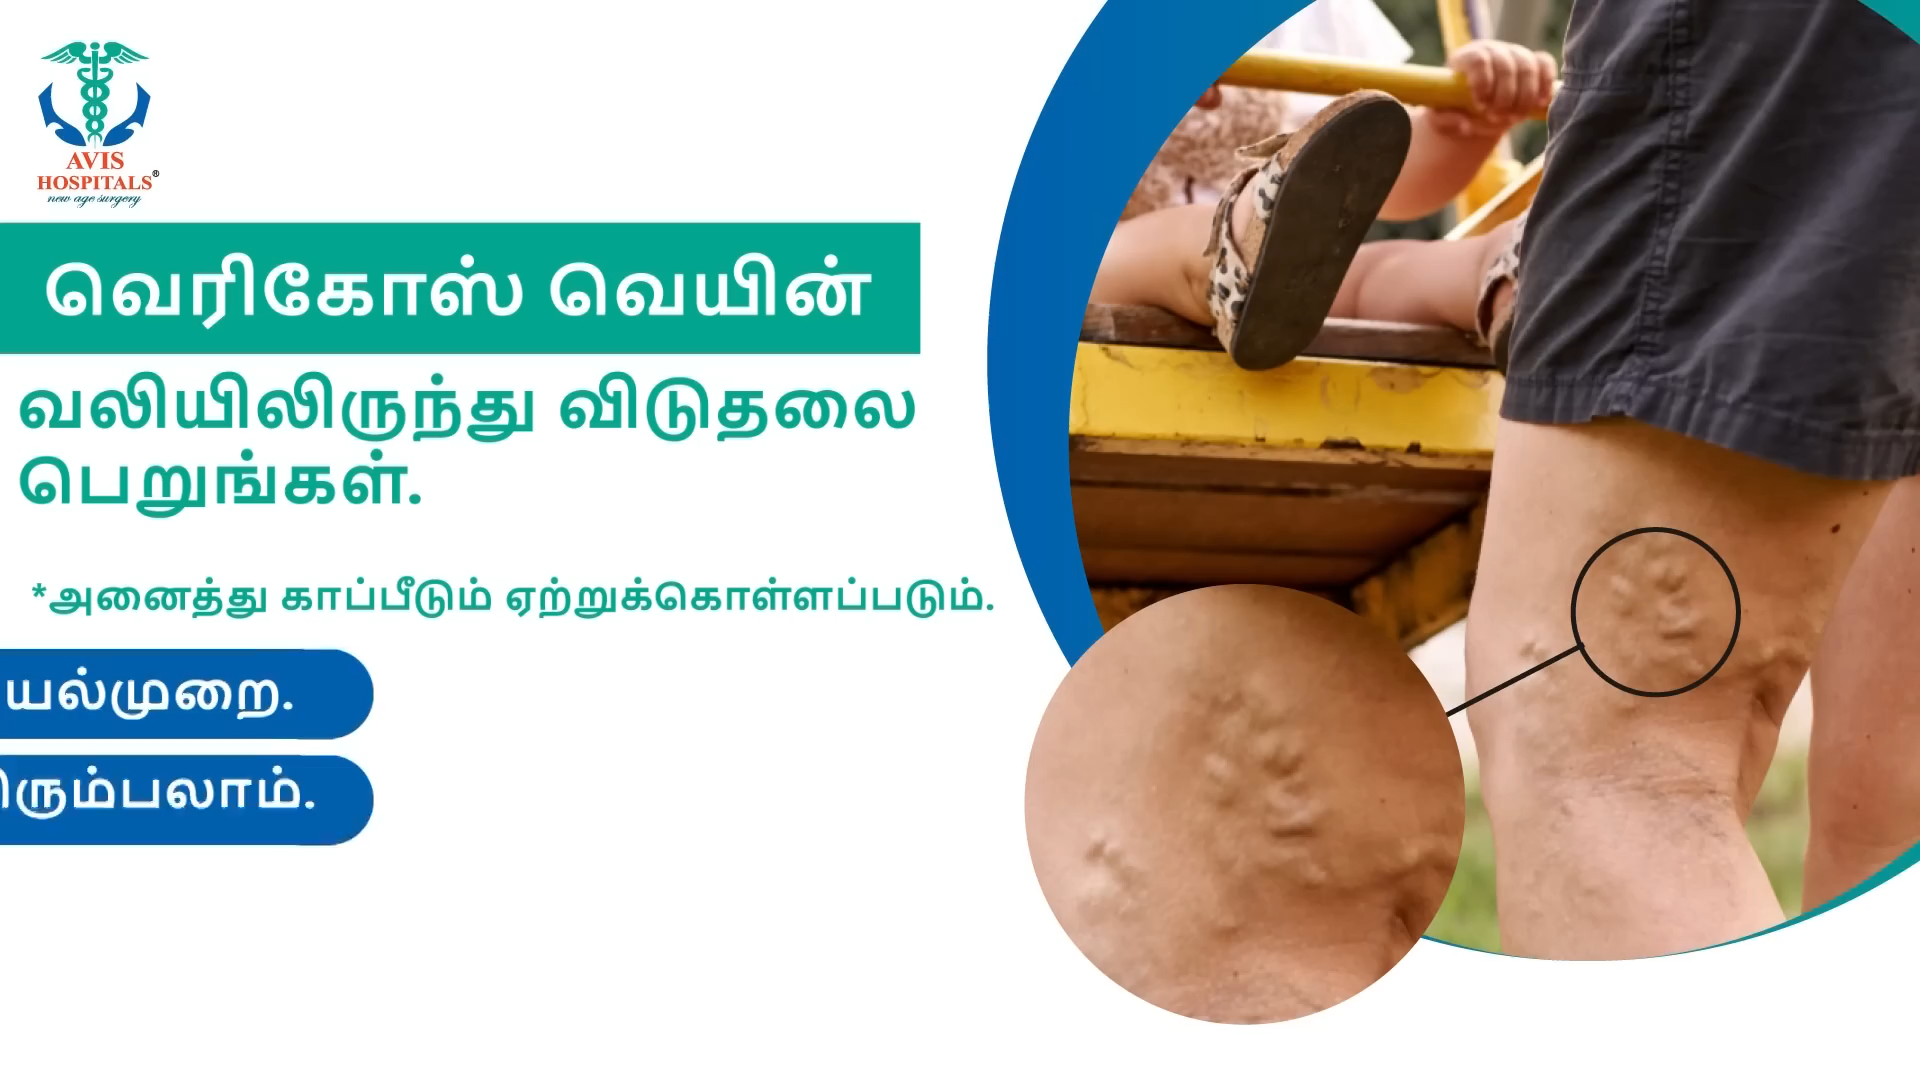 AVIS
HOSPITALS®
new age surgery
வெரிகோஸ் வெயின்
வலியிலிருந்து விடுதலை
பெறுங்கள்.
*அனைத்து காப்பீடும் ஏற்றுக்கொள்ளப்படும்.
யல்முறை.
ிரும்பலாம்.